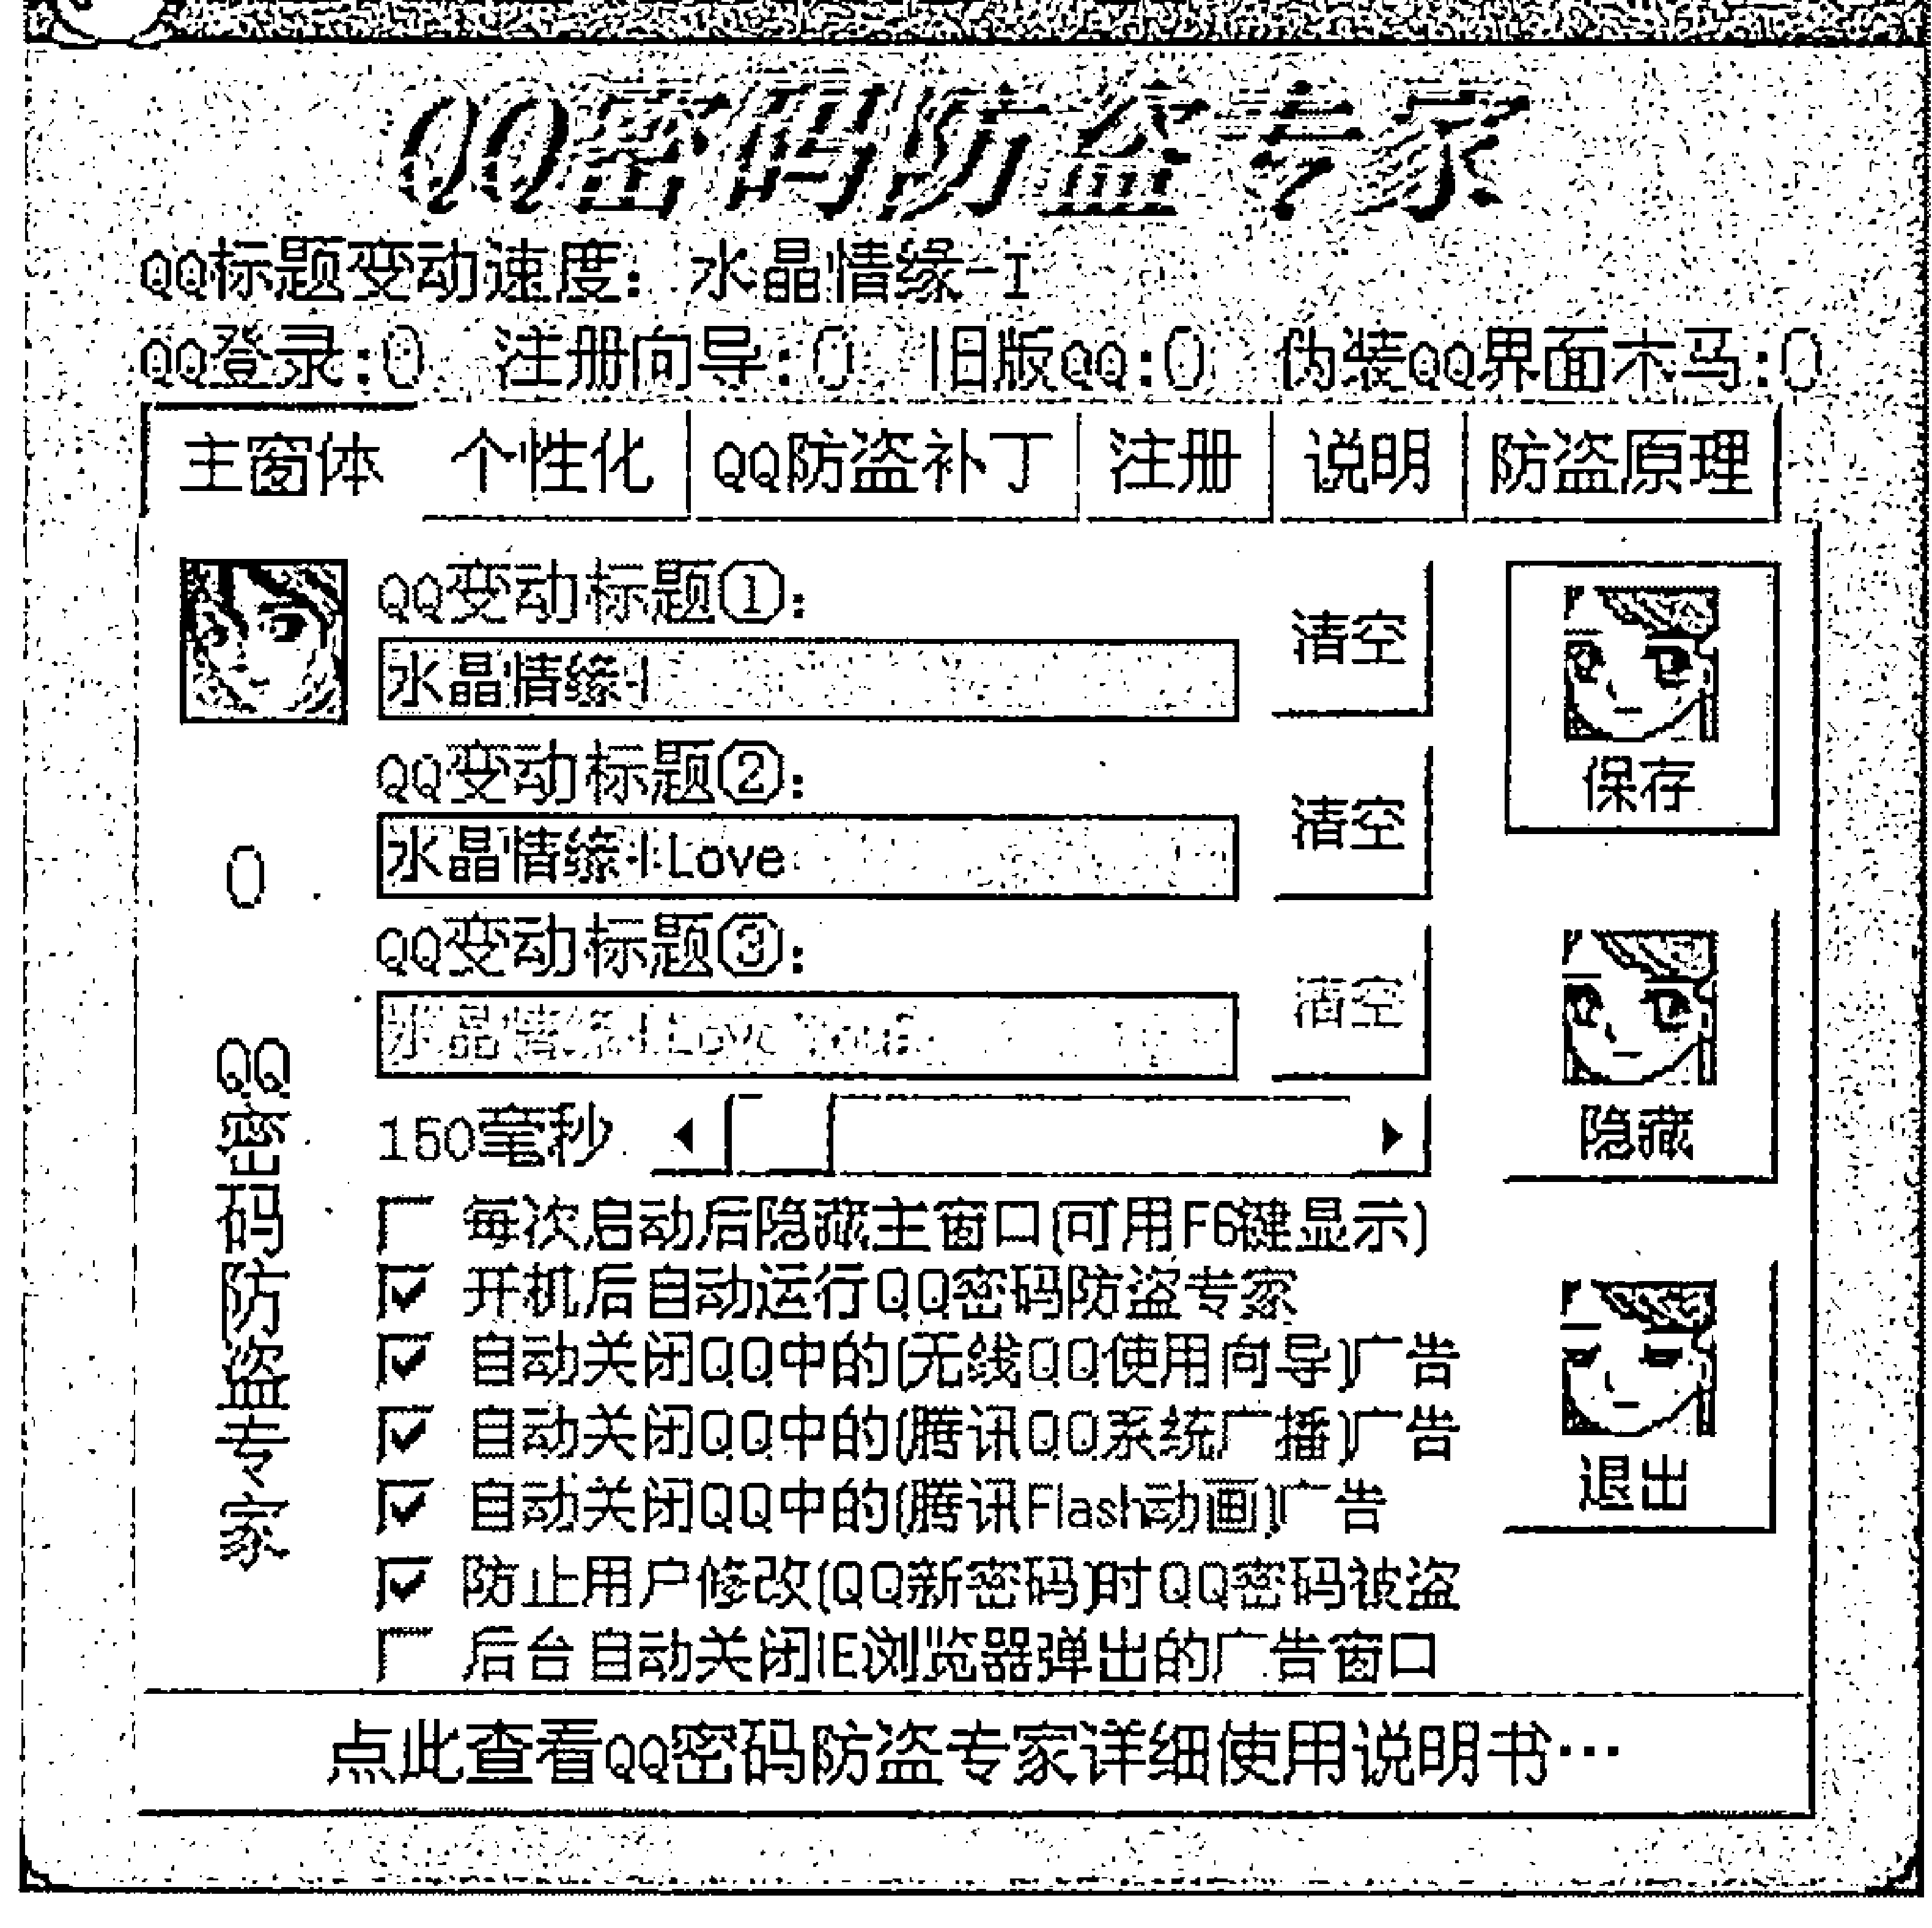 QQ密码防盗专家
QQ标题变动速度: 水晶情缘-I
QQ登录:0 注册向导:0 旧版QQ:0 伪装QQ界面木马:0
主窗体 个性化 QQ防盗补丁 注册 说明 防盗原理
QQ变动标题①:
水晶情缘-I
清空
保存
QQ变动标题②:
水晶情缘-I Love
清空
0
QQ变动标题③:
水晶情缘-I Love
清空
隐藏
QQ密码防盗专家
150毫秒
每次启动后隐藏主窗口(可用F6键显示)
开机后自动运行QQ密码防盗专家
自动关闭QQ中的(无线QQ使用向导)广告
自动关闭QQ中的(腾讯QQ系统广播)广告
自动关闭QQ中的(腾讯Flash动画)广告
退出
防止用户修改(QQ新密码)时QQ密码被盗
后台自动关闭IE浏览器弹出的广告窗口
点此查看QQ密码防盗专家详细使用说明书…